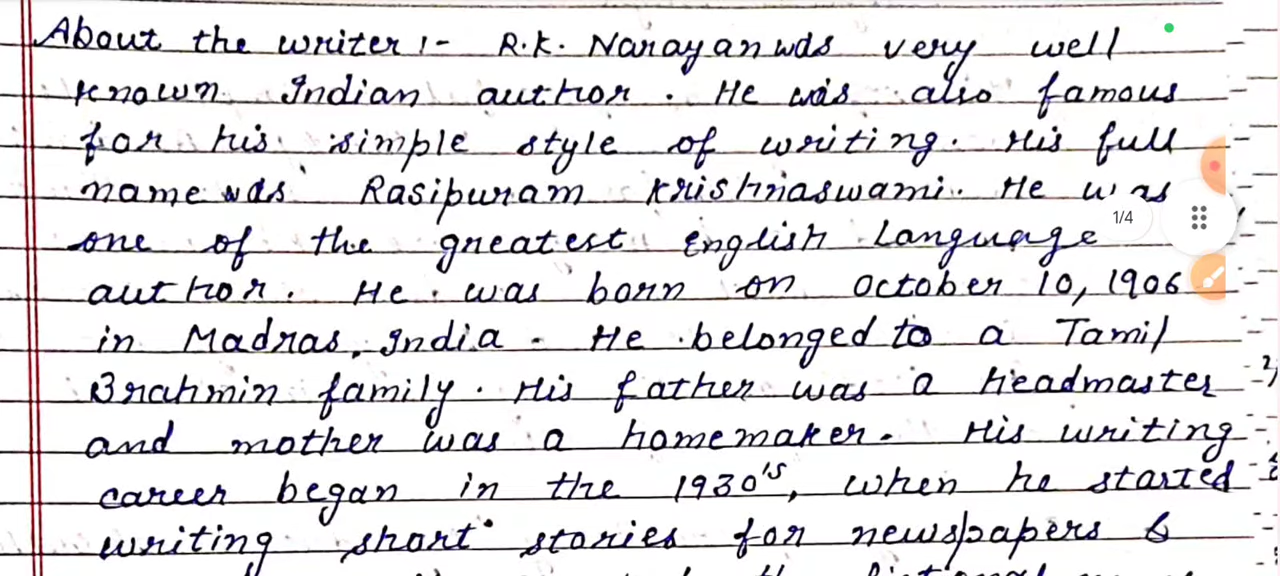 About the writer :- R.K. Narayan was very well
known Indian author. He was also famous
for his simple style of writing. His full
name was Rasipuram Krishnaswami. He was
1/4
one of the greatest English Language
author. He was born on October 10, 1906
in Madras, India. He belonged to a Tamil
Brahmin family. His father was a headmaster
and mother was a homemaker. His writing
career began in the 1930's, when he started
writing short stories for newspapers &